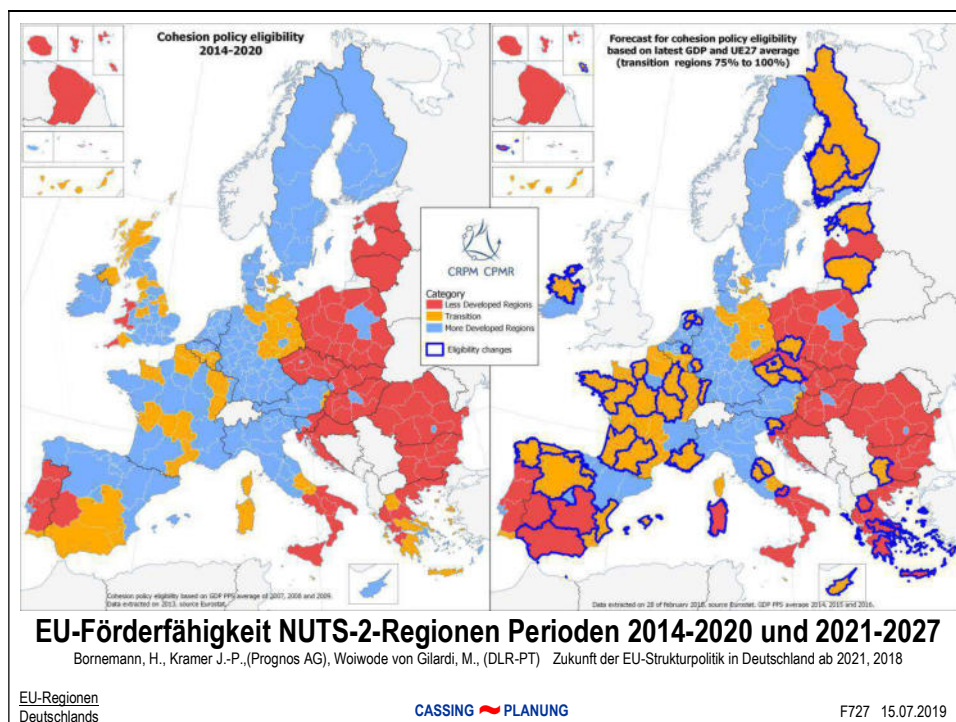 Cohesion policy eligibility
2014-2020
Forecast for cohesion policy eligibility
based on latest GDP and UE27 average
(transition regions 75% to 100%)
CRPM CPMR
Category
Less Developed Regions
Transition
More Developed Regions
Eligibility changes
Cohesion policy eligibility based on GDP PPS average of 2007, 2008 and 2009.
Data extracted on 2013. source Eurostat.
Data extracted on 28 of february 2018, source Eurostat. GDP PPS average 2014, 2015 and 2016.
EU-Förderfähigkeit NUTS-2-Regionen Perioden 2014-2020 und 2021-2027
Bornemann, H., Kramer J.-P.,(Prognos AG), Woiwode von Gilardi, M., (DLR-PT) Zukunft der EU-Strukturpolitik in Deutschland ab 2021, 2018
EU-Regionen
Deutschlands
CASSING PLANUNG
F727 15.07.2019